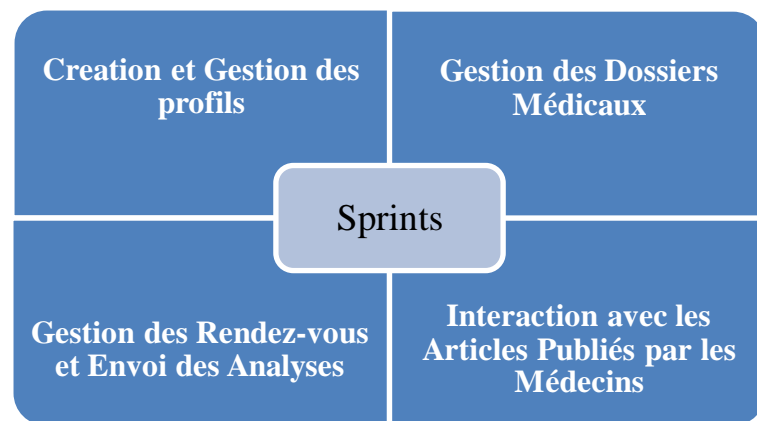 Creation et Gestion des
profils
Gestion des Dossiers
Médicaux
Sprints
Gestion des Rendez-vous
et Envoi des Analyses
Interaction avec les
Articles Publiés par les
Médecins